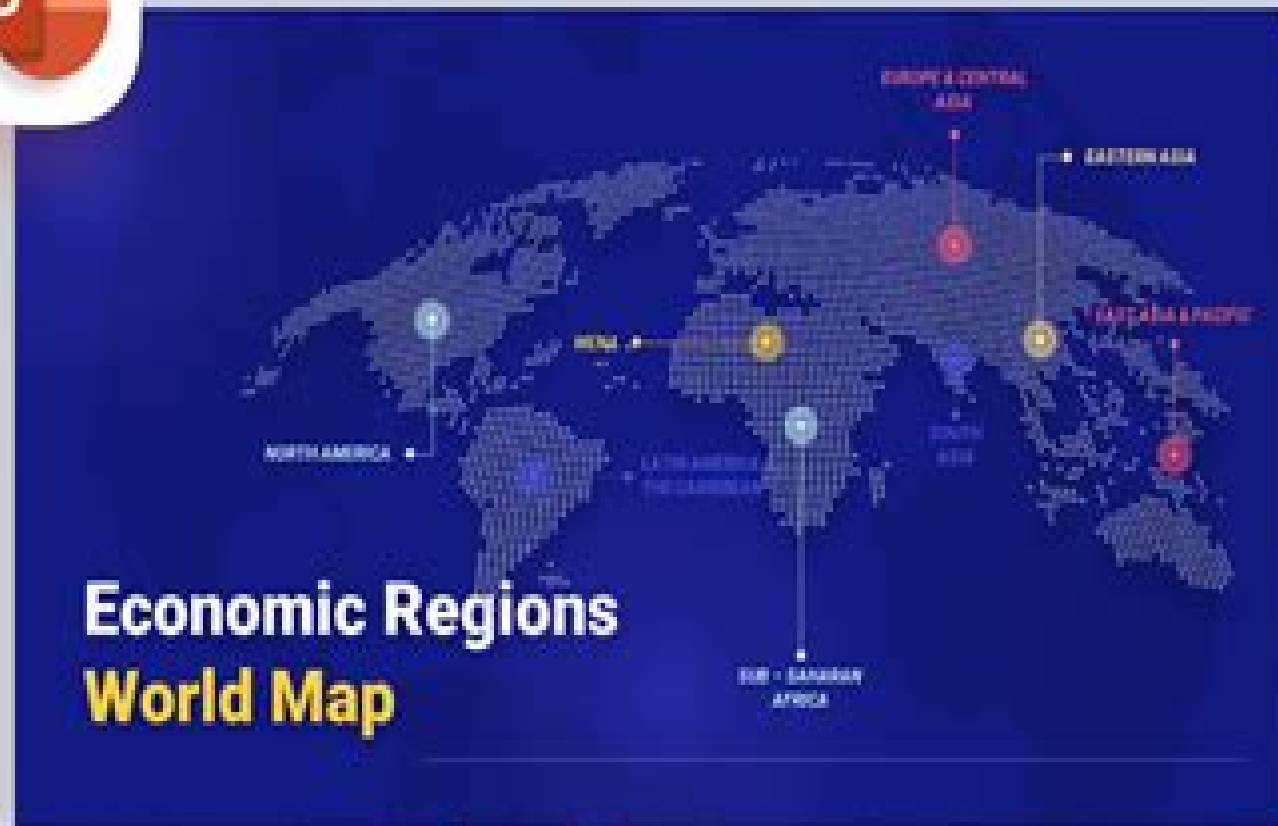 EUROPE & CENTRAL
ASIA
EASTERN ASIA
EAST ASIA & PACIFIC
MENA
SOUTH
ASIA
NORTH AMERICA
LATIN AMERICA
THE CARIBBEAN
Economic Regions
World Map
SUB - SAHARAN
AFRICA